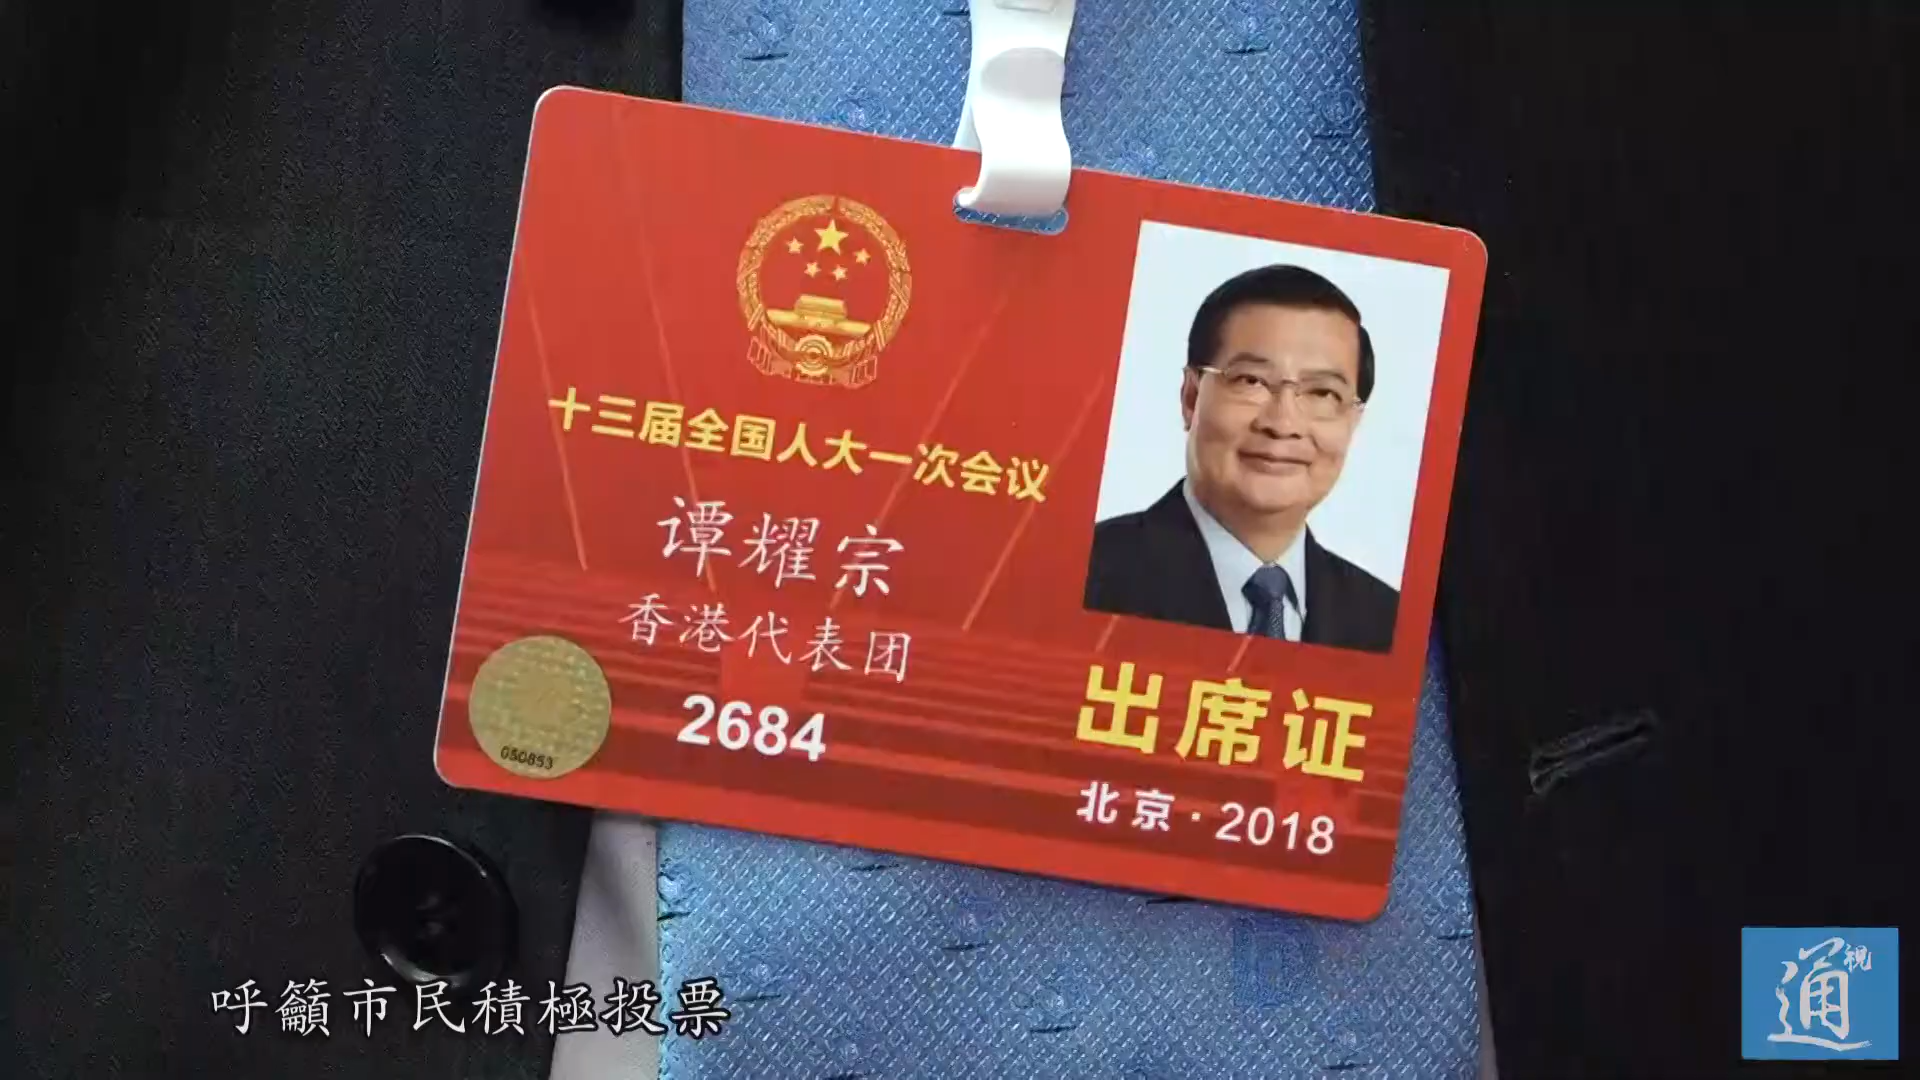 十三届全国人大一次会议
谭耀宗
香港代表团
2684
050853
出席证
北京·2018
呼籲市民積極投票
通視